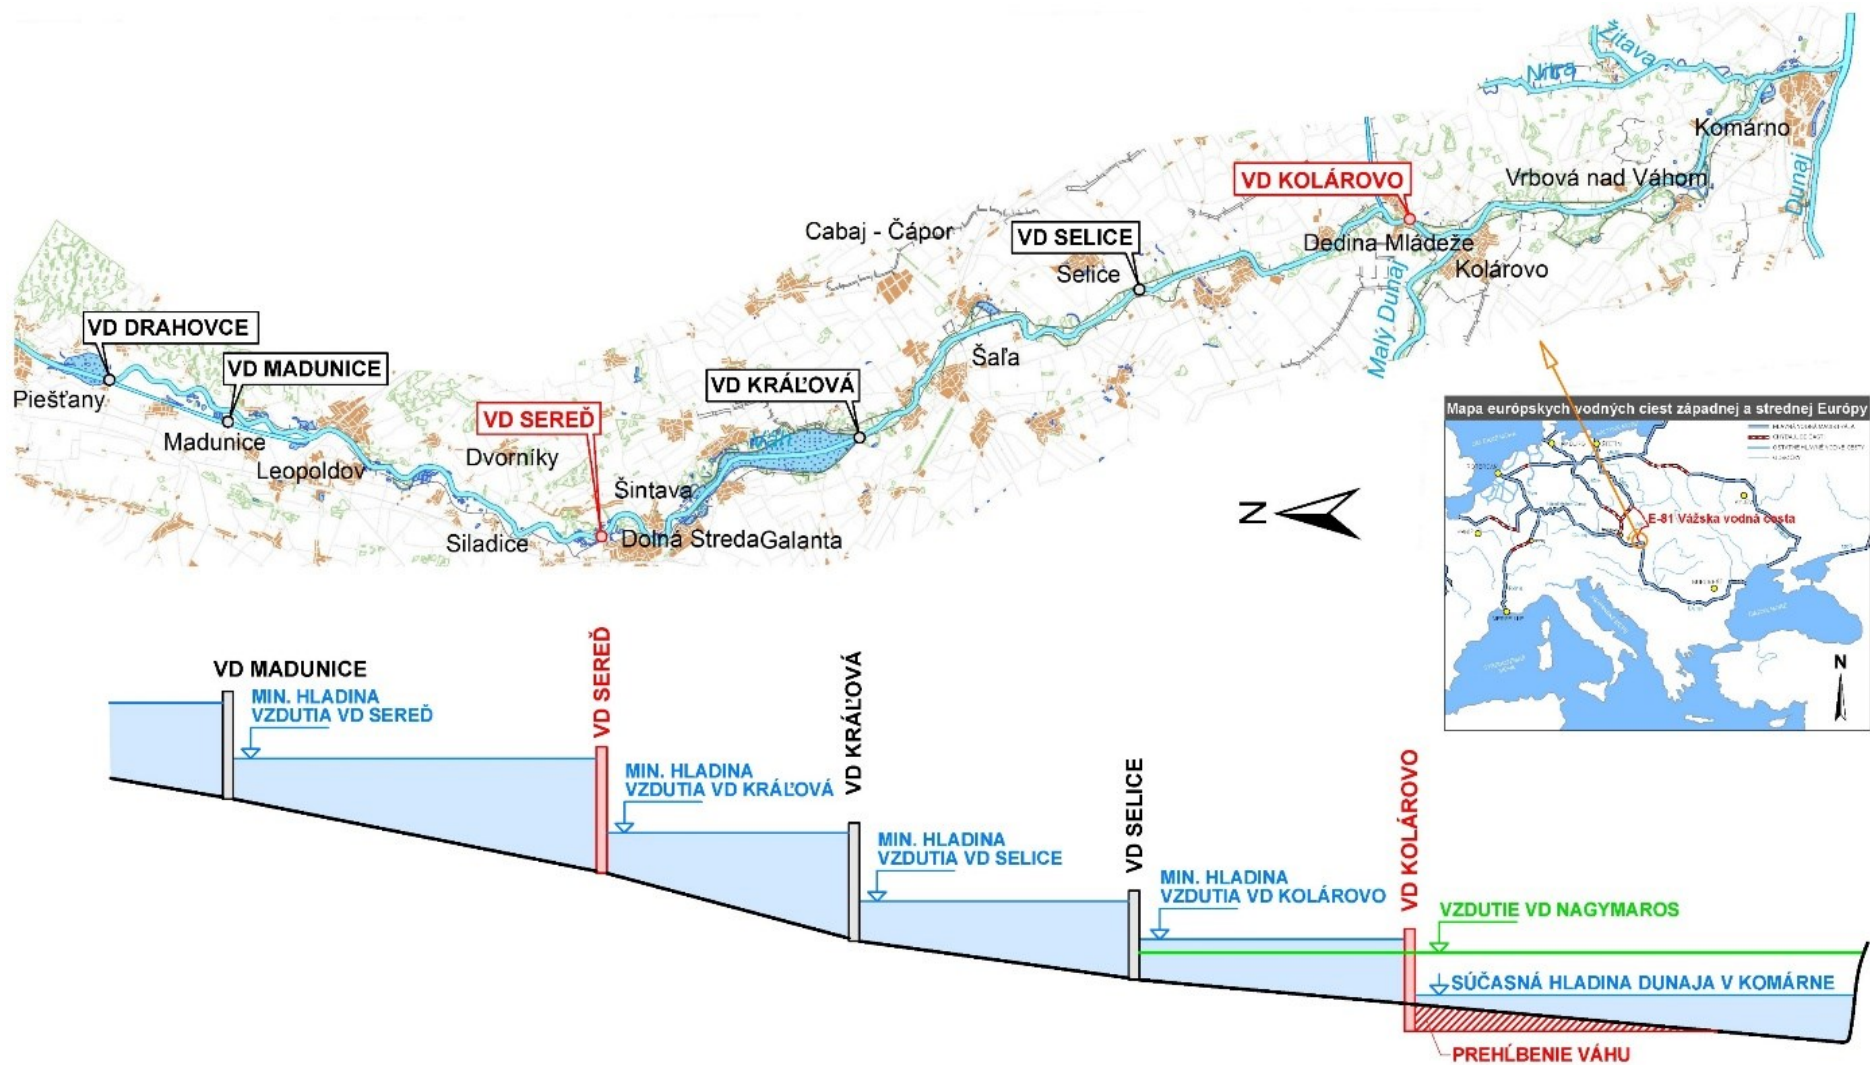 Žitava
Nitra
Komárno
VD KOLÁROVO
Vrbová nad Váhom
Dunaj
Cabaj - Čápor
VD SELICE
Dedina Mládeže
Selice
Kolárovo
Malý Dunaj
VD DRAHOVCE
VD MADUNICE
Šaľa
Piešťany
VD KRÁĽOVÁ
VD SEREĎ
Madunice
Leopoldov
Dvorníky
Váh
Šintava
Siladice
Dolná Streda
Galanta
N
Mapa európskych vodných ciest západnej a strednej Európy
E-81 Vážska vodná cesta
N
VD MADUNICE
MIN. HLADINA
VZDUTIA VD SEREĎ
VD SEREĎ
MIN. HLADINA
VZDUTIA VD KRÁĽOVÁ
VD KRÁĽOVÁ
MIN. HLADINA
VZDUTIA VD SELICE
VD SELICE
MIN. HLADINA
VZDUTIA VD KOLÁROVO
VD KOLÁROVO
VZDUTIE VD NAGYMAROS
SÚČASNÁ HLADINA DUNAJA V KOMÁRNE
PREHĹBENIE VÁHU